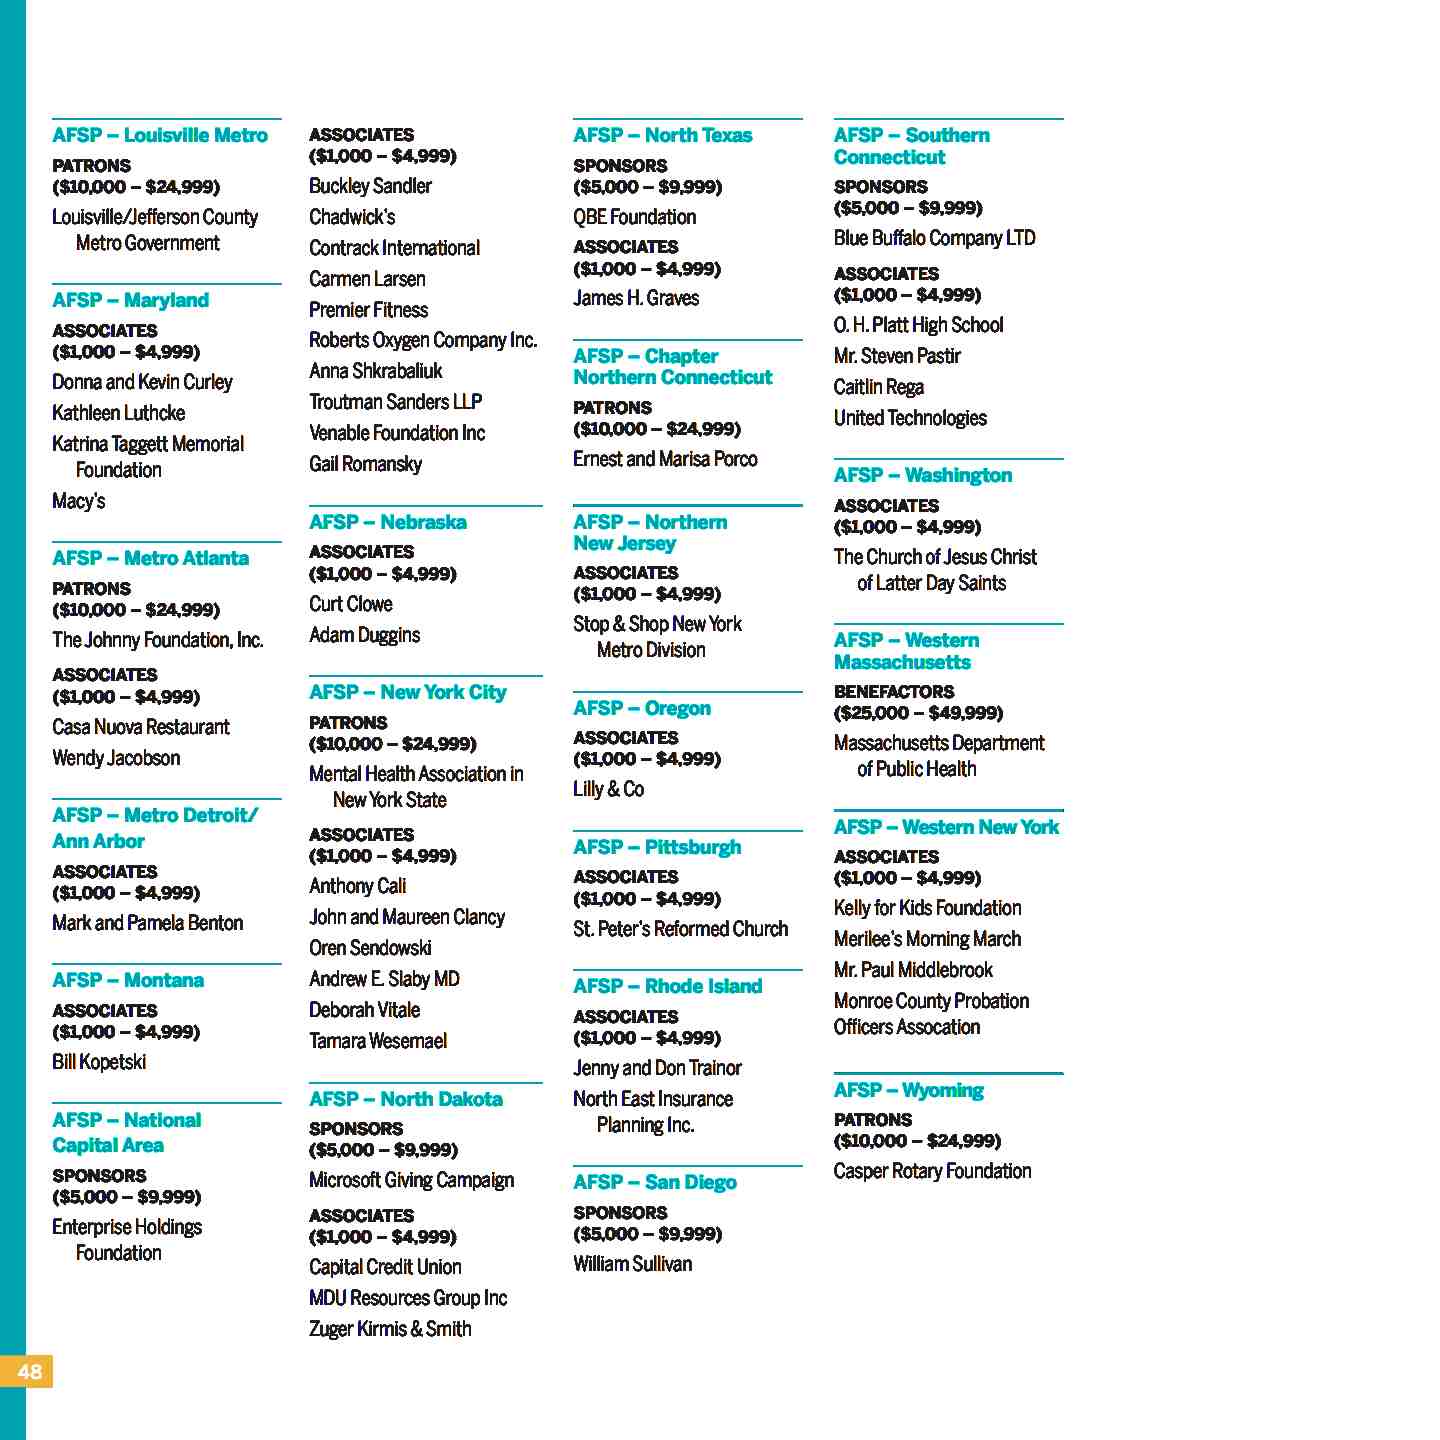 AFSP – Louisville Metro
PATRONS
($10,000 – $24,999)
Louisville/Jefferson County
Metro Government
AFSP – Maryland
ASSOCIATES
($1,000 – $4,999)
Donna and Kevin Curley
Kathleen Luthcke
Katrina Taggett Memorial
Foundation
Macy's
AFSP – Metro Atlanta
PATRONS
($10,000 – $24,999)
The Johnny Foundation, Inc.
ASSOCIATES
($1,000 – $4,999)
Casa Nuova Restaurant
Wendy Jacobson
AFSP – Metro Detroit/
Ann Arbor
ASSOCIATES
($1,000 – $4,999)
Mark and Pamela Benton
AFSP – Montana
ASSOCIATES
($1,000 – $4,999)
Bill Kopetski
AFSP – National
Capital Area
SPONSORS
($5,000 – $9,999)
Enterprise Holdings
Foundation
ASSOCIATES
($1,000 – $4,999)
Buckley Sandler
Chadwick's
Contrack International
Carmen Larsen
Premier Fitness
Roberts Oxygen Company Inc.
Anna Shkrabaliuk
Troutman Sanders LLP
Venable Foundation Inc
Gail Romansky
AFSP – Nebraska
ASSOCIATES
($1,000 – $4,999)
Curt Clowe
Adam Duggins
AFSP – New York City
PATRONS
($10,000 – $24,999)
Mental Health Association in
New York State
ASSOCIATES
($1,000 – $4,999)
Anthony Cali
John and Maureen Clancy
Oren Sendowski
Andrew E. Slaby MD
Deborah Vitale
Tamara Wesemael
AFSP – North Dakota
SPONSORS
($5,000 – $9,999)
Microsoft Giving Campaign
ASSOCIATES
($1,000 – $4,999)
Capital Credit Union
MDU Resources Group Inc
Zuger Kirmis & Smith
AFSP – North Texas
SPONSORS
($5,000 – $9,999)
QBE Foundation
ASSOCIATES
($1,000 – $4,999)
James H. Graves
AFSP – Chapter
Northern Connecticut
PATRONS
($10,000 – $24,999)
Ernest and Marisa Porco
AFSP – Northern
New Jersey
ASSOCIATES
($1,000 – $4,999)
Stop & Shop New York
Metro Division
AFSP – Oregon
ASSOCIATES
($1,000 – $4,999)
Lilly & Co
AFSP – Pittsburgh
ASSOCIATES
($1,000 – $4,999)
St. Peter's Reformed Church
AFSP – Rhode Island
ASSOCIATES
($1,000 – $4,999)
Jenny and Don Trainor
North East Insurance
Planning Inc.
AFSP – San Diego
SPONSORS
($5,000 – $9,999)
William Sullivan
AFSP – Southern
Connecticut
SPONSORS
($5,000 – $9,999)
Blue Buffalo Company LTD
ASSOCIATES
($1,000 – $4,999)
O. H. Platt High School
Mr. Steven Pastir
Caitlin Rega
United Technologies
AFSP – Washington
ASSOCIATES
($1,000 – $4,999)
The Church of Jesus Christ
of Latter Day Saints
AFSP – Western
Massachusetts
BENEFACTORS
($25,000 – $49,999)
Massachusetts Department
of Public Health
AFSP – Western New York
ASSOCIATES
($1,000 – $4,999)
Kelly for Kids Foundation
Merilee's Morning March
Mr. Paul Middlebrook
Monroe County Probation
Officers Assocation
AFSP – Wyoming
PATRONS
($10,000 – $24,999)
Casper Rotary Foundation
48